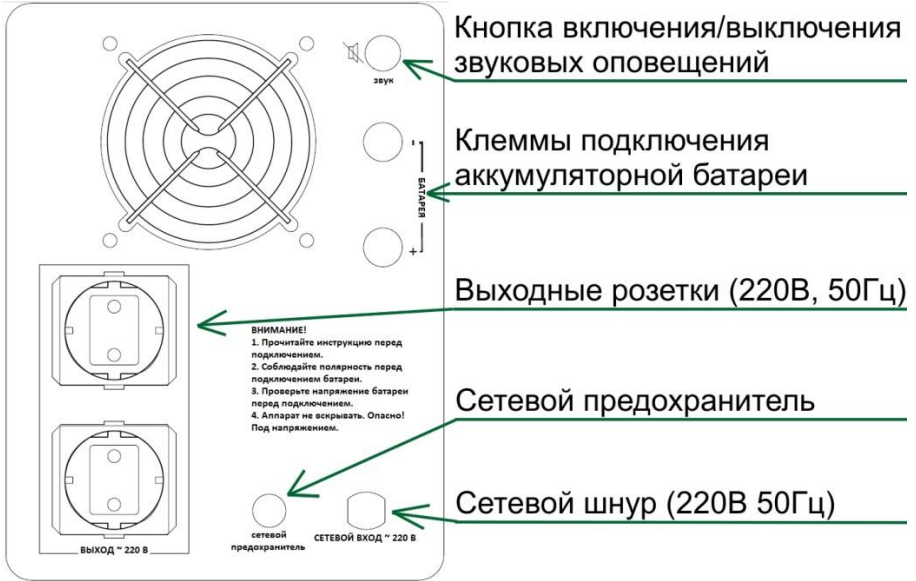 Кнопка включения/выключения
звуковых оповещений
звук
Клеммы подключения
аккумуляторной батареи
-
БАТАРЕЯ
+
Выходные розетки (220В, 50Гц)
ВНИМАНИЕ!
1. Прочитайте инструкцию перед
подключением.
2. Соблюдайте полярность перед
подключением батареи.
3. Проверьте напряжение батареи
перед подключением.
4. Аппарат не вскрывать. Опасно!
Под напряжением.
Сетевой предохранитель
Сетевой шнур (220В 50Гц)
сетевой
предохранитель
СЕТЕВОЙ ВХОД ~ 220 В
ВЫХОД ~ 220 В